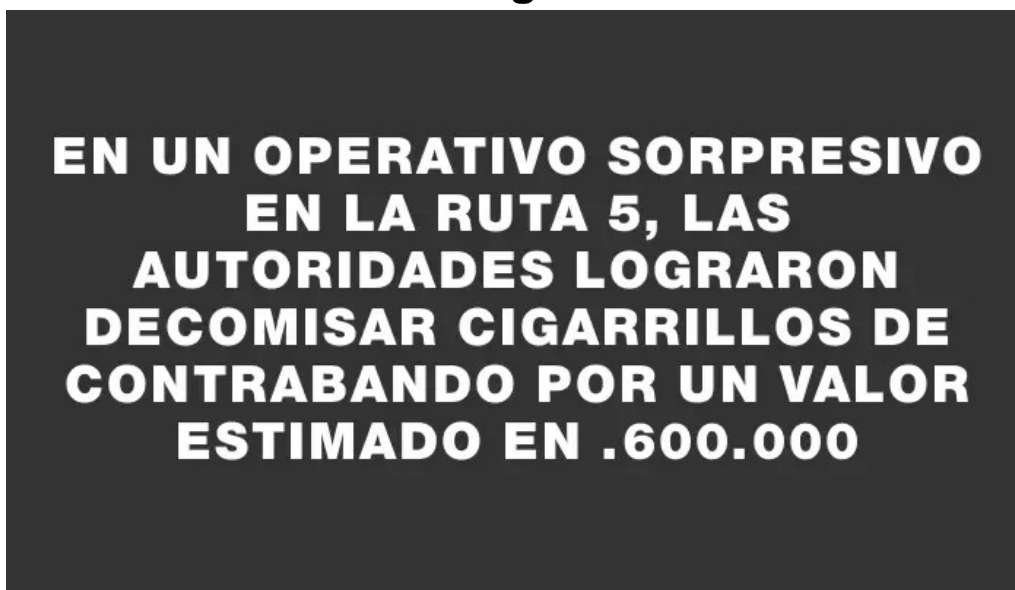 EN UN OPERATIVO SORPRESIVO
EN LA RUTA 5, LAS
AUTORIDADES LOGRARON
DECOMISAR CIGARRILLOS DE
CONTRABANDO POR UN VALOR
ESTIMADO EN .600.000